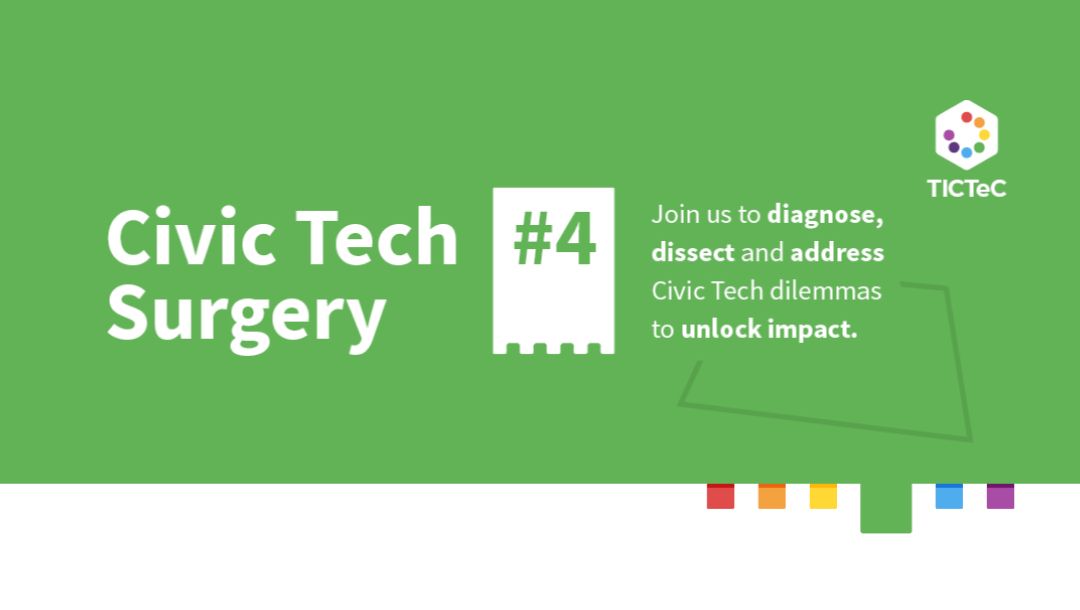 Civic Tech
Surgery
#4
Join us to diagnose,
dissect and address
Civic Tech dilemmas
to unlock impact.
TICTeC